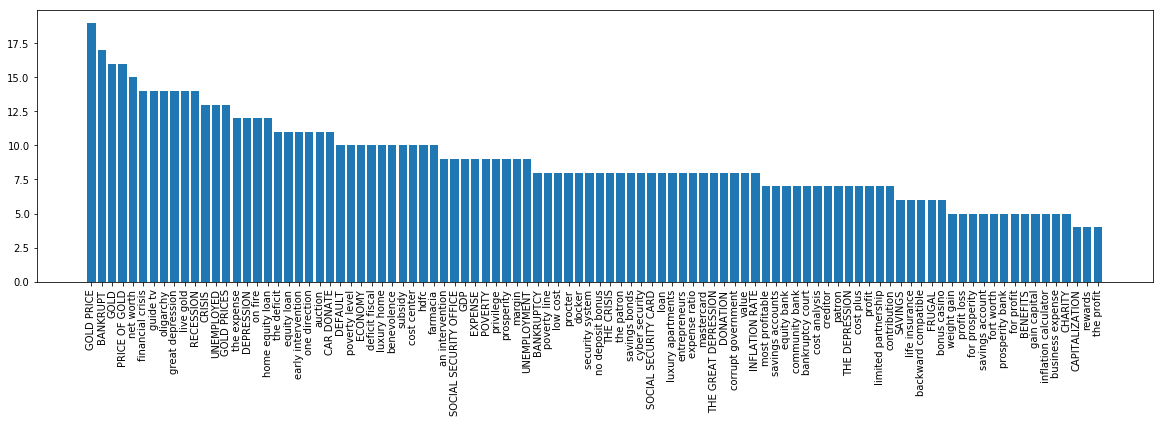 17.5
15.0
12.5
10.0
7.5
5.0
2.5
0.0
GOLD PRICE
BANKRUPT
GOLD
PRICE OF GOLD
net worth
financial crisis
guide tv
oligarchy
great depression
live gold
RECESSION
CRISIS
UNEMPLOYED
GOLD PRICES
the expense
DEPRESSION
on fire
home equity loan
the deficit
equity loan
early intervention
one direction
auction
CAR DONATE
DEFAULT
poverty level
ECONOMY
deficit fiscal
luxury home
benevolence
subsidy
cost center
hdfc
farmacia
an intervention
SOCIAL SECURITY OFFICE
GDP
EXPENSE
POVERTY
privilege
prosperity
margin
UNEMPLOYMENT
BANKRUPTCY
poverty line
low cost
procter
docker
security system
no deposit bonus
THE CRISIS
the patron
savings bonds
cyber security
SOCIAL SECURITY CARD
loan
luxury apartments
entrepreneurs
expense ratio
mastercard
THE GREAT DEPRESSION
DONATION
corrupt government
value
INFLATION RATE
most profitable
savings accounts
equity bank
community bank
bankruptcy court
cost analysis
creditor
patron
THE DEPRESSION
cost plus
profit
limited partnership
contribution
SAVINGS
life insurance
backward compatible
FRUGAL
bonus casino
weight gain
profit loss
for prosperity
savings account
fort worth
prosperity bank
for profit
BENEFITS
gain capital
inflation calculator
business expense
CHARITY
CAPITALIZATION
rewards
the profit